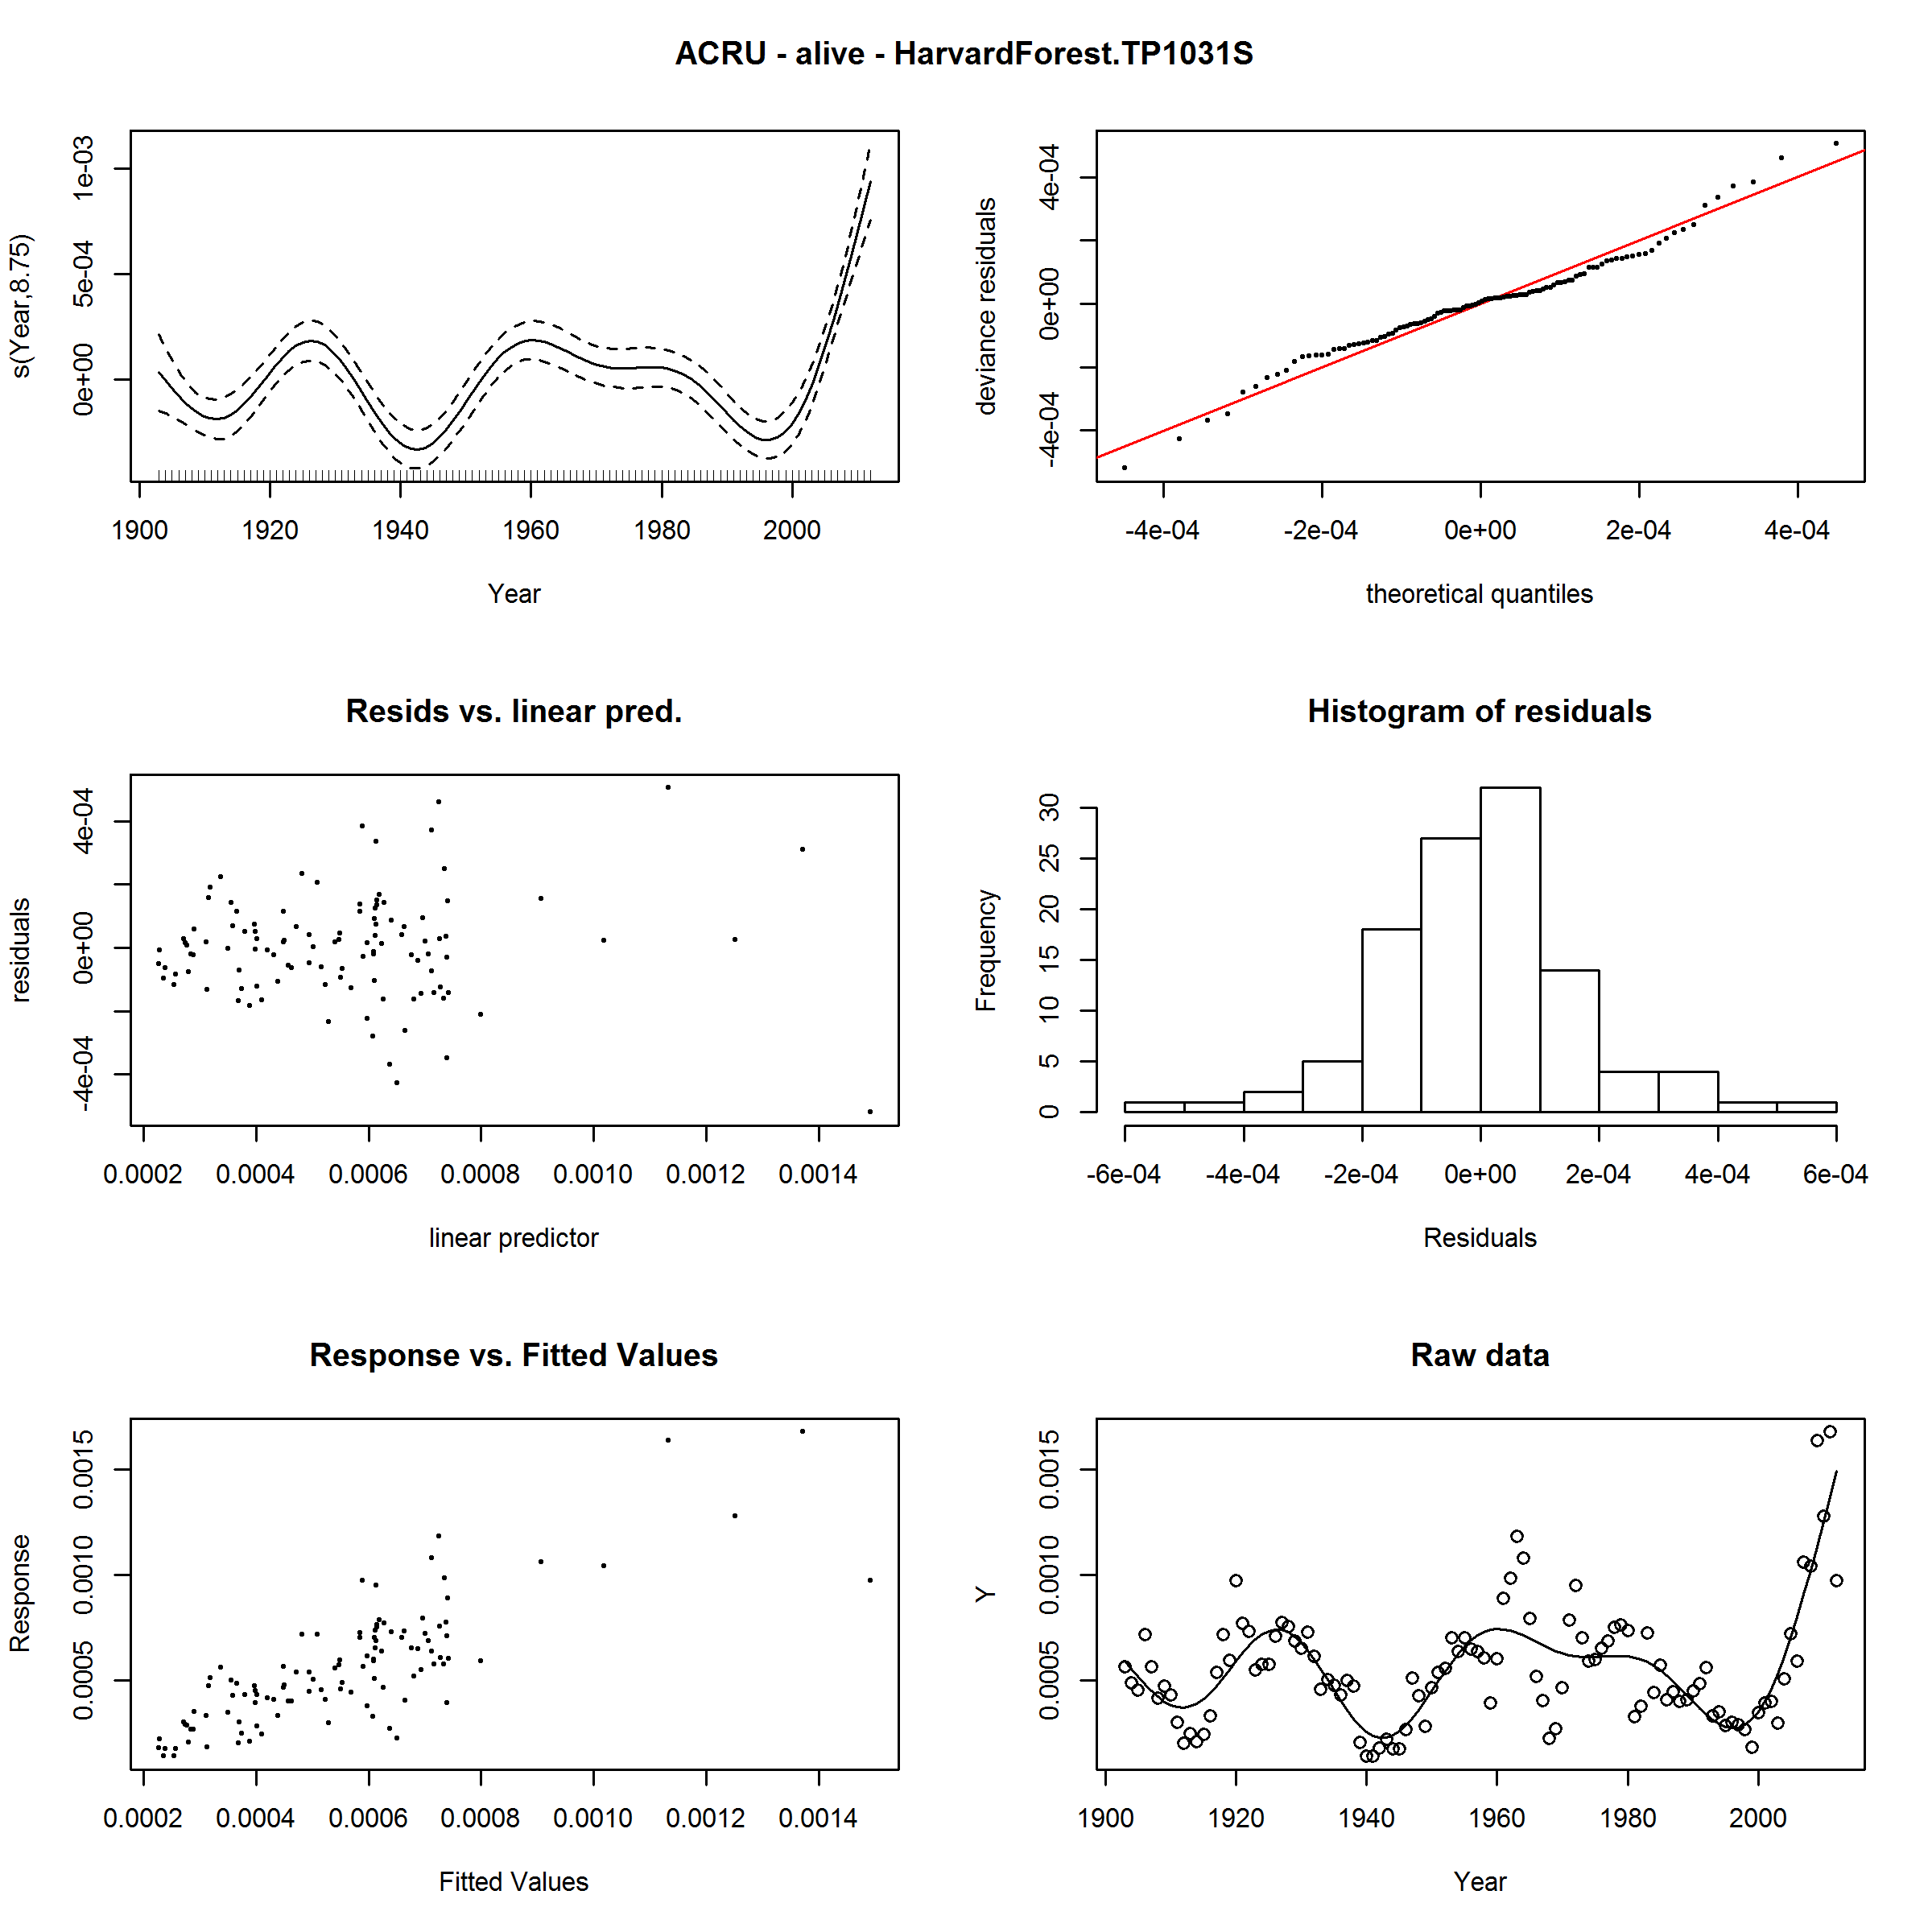 ACRU - alive - HarvardForest.TP1031S
s(Year,8.75)
0e+00 5e-04 1e-03
1900 1920 1940 1960 1980 2000
Year
deviance residuals
-4e-04 0e+00 4e-04
-4e-04 -2e-04 0e+00 2e-04 4e-04
theoretical quantiles
Resids vs. linear pred.
residuals
-4e-04 0e+00 4e-04
0.0002 0.0004 0.0006 0.0008 0.0010 0.0012 0.0014
linear predictor
Histogram of residuals
Frequency
0 5 10 15 20 25 30
-6e-04 -4e-04 -2e-04 0e+00 2e-04 4e-04 6e-04
Residuals
Response vs. Fitted Values
Response
0.0005 0.0010 0.0015
0.0002 0.0004 0.0006 0.0008 0.0010 0.0012 0.0014
Fitted Values
Raw data
Y
0.0005 0.0010 0.0015
1900 1920 1940 1960 1980 2000
Year